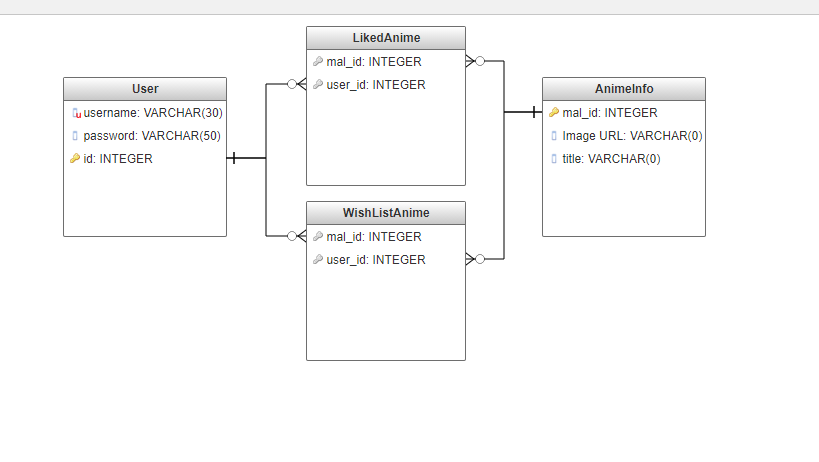 User
username: VARCHAR(30)
password: VARCHAR(50)
id: INTEGER
LikedAnime
mal_id: INTEGER
user_id: INTEGER
WishListAnime
mal_id: INTEGER
user_id: INTEGER
AnimeInfo
mal_id: INTEGER
Image URL: VARCHAR(0)
title: VARCHAR(0)